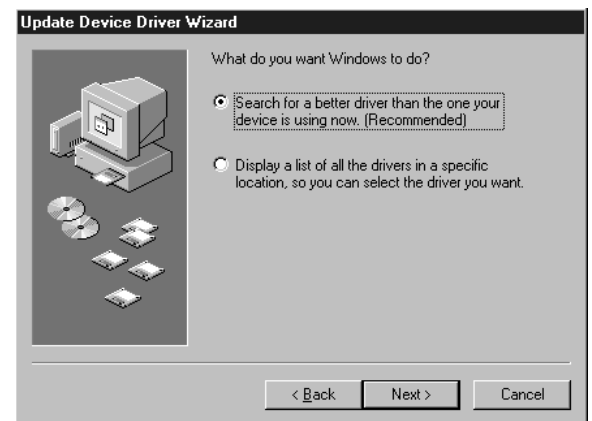 Update Device Driver Wizard
What do you want Windows to do?
Search for a better driver than the one your
device is using now. (Recommended)
Display a list of all the drivers in a specific
location, so you can select the driver you want.
< Back
Next >
Cancel